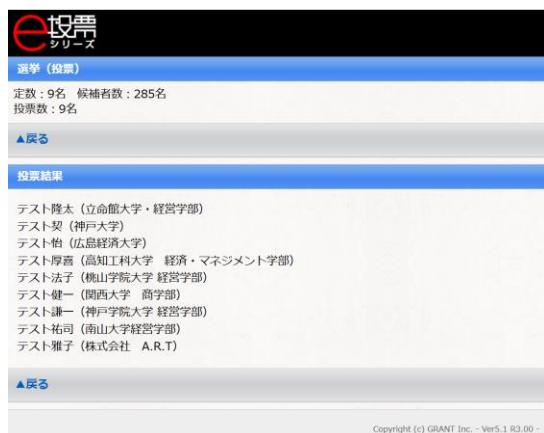 e投票
シリーズ
選挙（投票）
定数：9名　候補者数：285名
投票数：9名
▲戻る
投票結果
テスト隆太（立命館大学・経営学部）
テスト契（神戸大学）
テスト怡（広島経済大学）
テスト厚喜（高知工科大学　経済・マネジメント学部）
テスト法子（桃山学院大学 経営学部）
テスト健一（関西大学　商学部）
テスト謙一（神戸学院大学 経営学部）
テスト祐司（南山大学経営学部）
テスト雅子（株式会社　A.R.T）
▲戻る
Copyright (c) GRANT Inc. - Ver5.1 R3.00 -